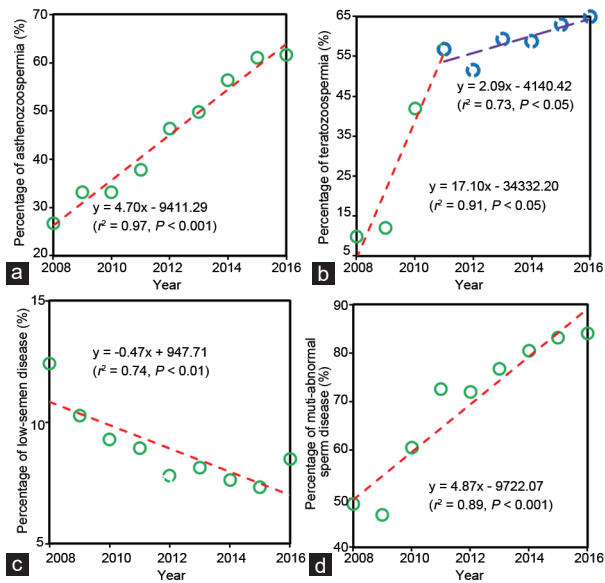 Percentage of asthenozoospermia (%)
70
60
50
40
30
20
y = 4.70x - 9411.29
(r² = 0.97, P < 0.001)
2008 2010 2012 2014 2016
Year
a
Percentage of teratozoospermia (%)
65
55
45
35
25
15
5
y = 2.09x - 4140.42
(r² = 0.73, P < 0.05)
y = 17.10x - 34332.20
(r² = 0.91, P < 0.05)
2008 2010 2012 2014 2016
Year
b
Percentage of low-semen disease (%)
15
10
5
y = -0.47x + 947.71
(r² = 0.74, P < 0.01)
2008 2010 2012 2014 2016
Year
c
Percentage of muti-abnormal
sperm disease (%)
90
80
70
60
50
40
y = 4.87x - 9722.07
(r² = 0.89, P < 0.001)
2008 2010 2012 2014 2016
Year
d